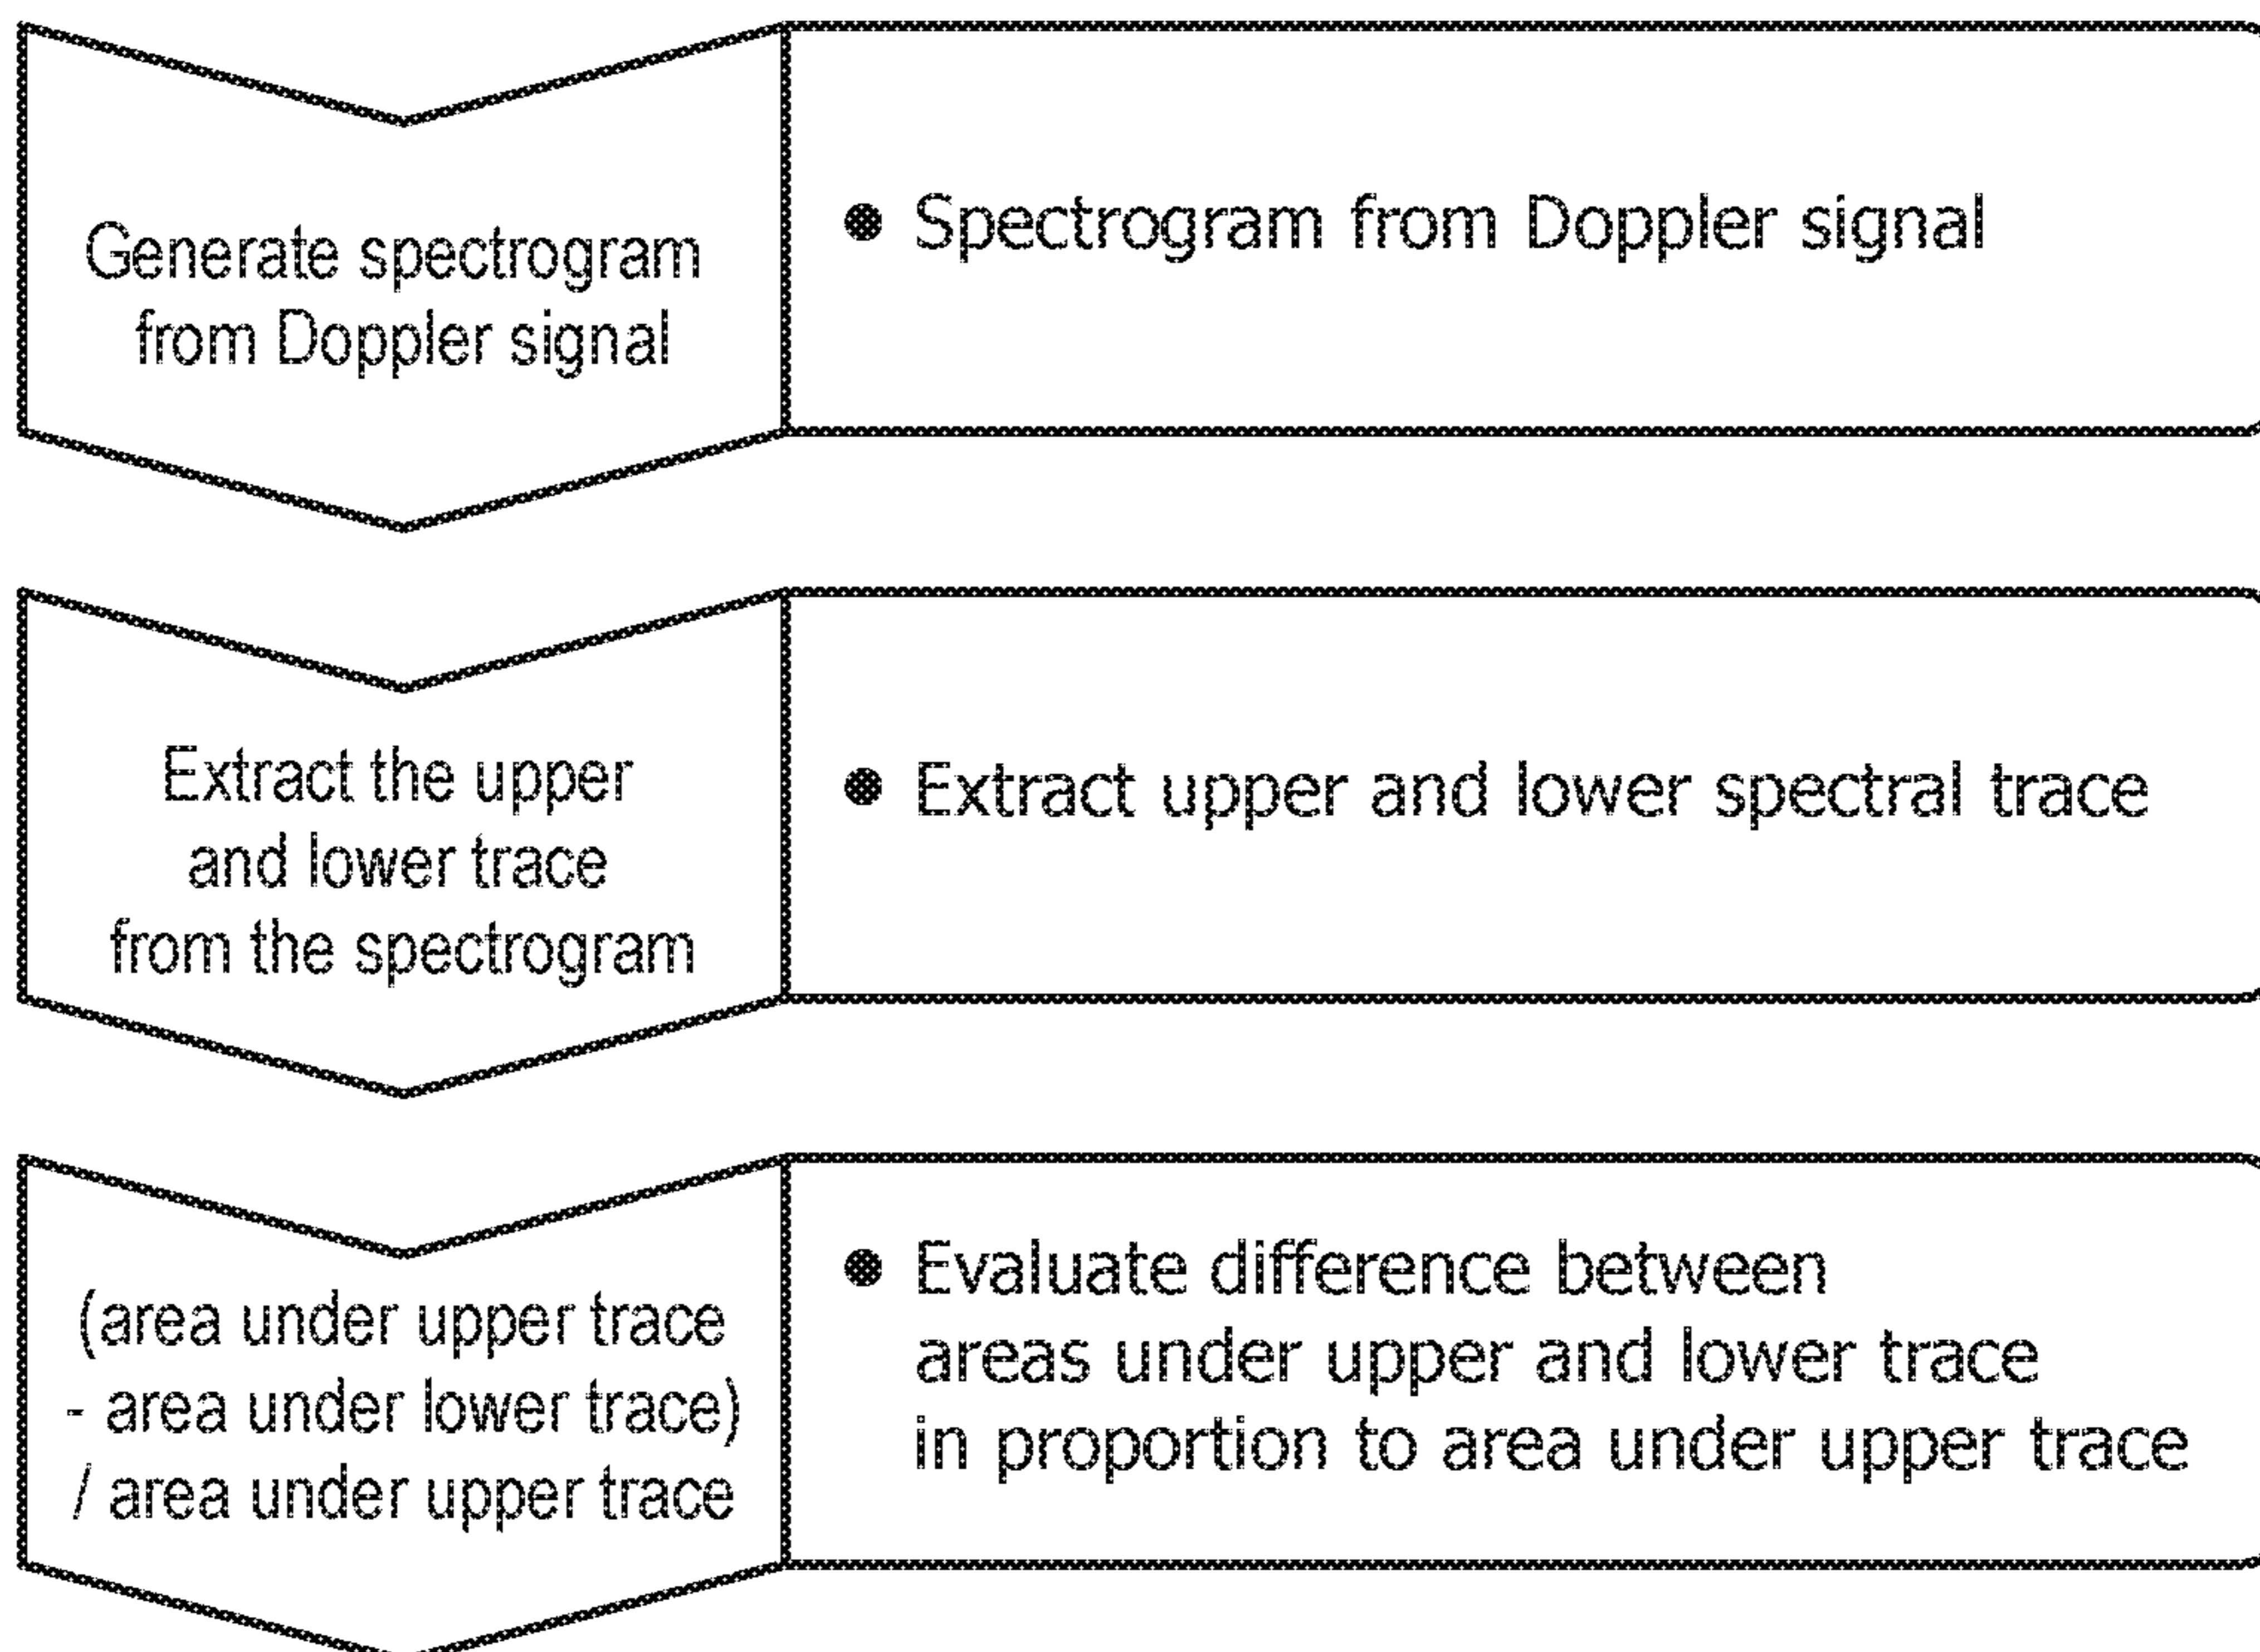 Generate spectrogram
from Doppler signal
● Spectrogram from Doppler signal
Extract the upper
and lower trace
from the spectrogram
● Extract upper and lower spectral trace
(area under upper trace
- area under lower trace)
/ area under upper trace
● Evaluate difference between
areas under upper and lower trace
in proportion to area under upper trace